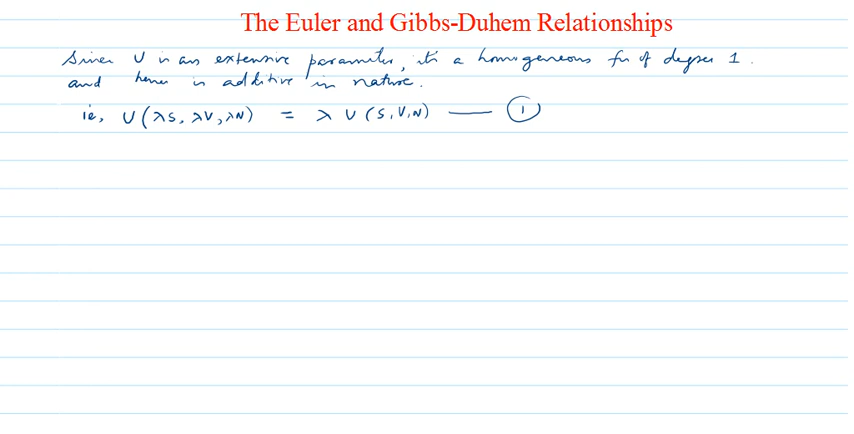 The Euler and Gibbs-Duhem Relationships
Since U is an extensive parameter, it's a homogeneous fn of degree 1.
and hence is additive in nature.
ie, U(λS, λV, λN) = λ U(S, V, N) —— ①